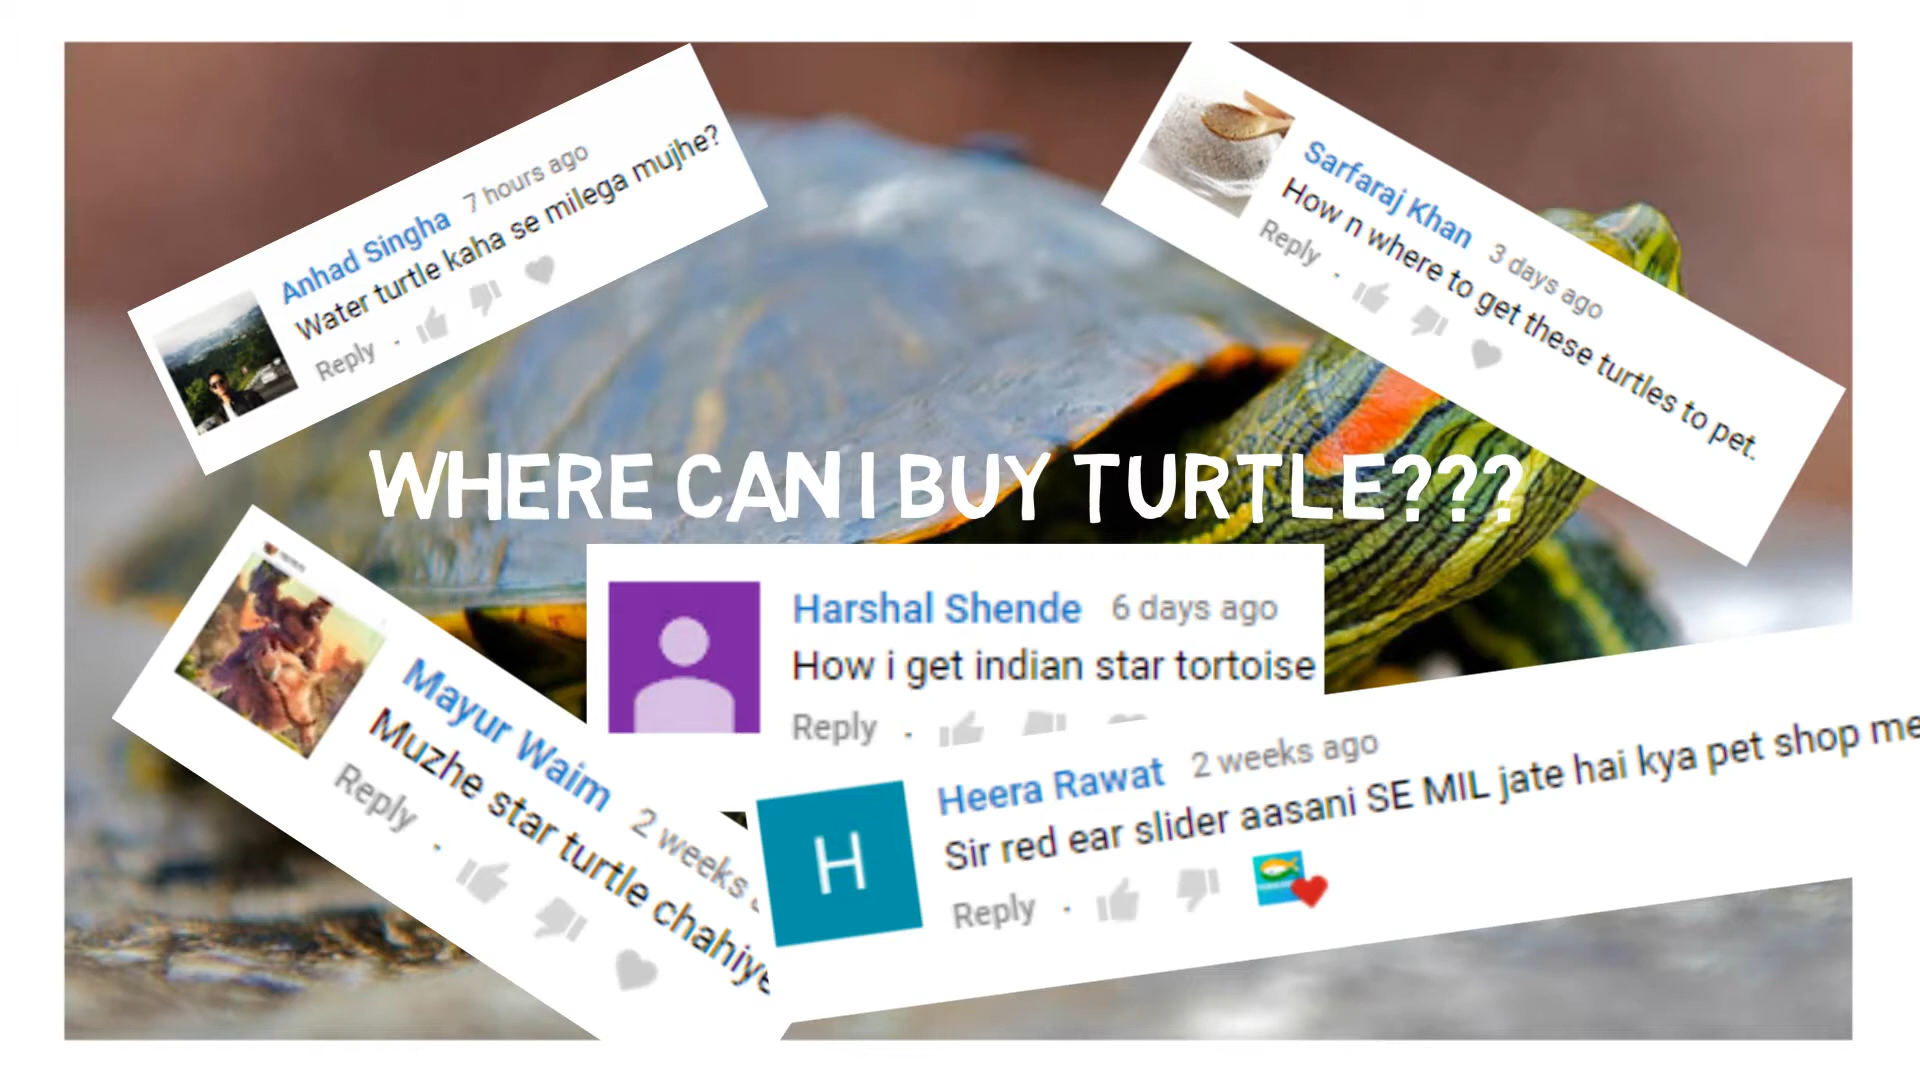 Anhad Singha 7 hours ago
Water turtle kaha se milega mujhe?
Reply
Sarfaraj Khan 3 days ago
How n where to get these turtles to pet.
Reply
WHERE CAN I BUY TURTLE???
Harshal Shende 6 days ago
How i get indian star tortoise
Reply
Mayur Waim 2 weeks
Muzhe star turtle chahiye
Reply
H
Heera Rawat 2 weeks ago
Sir red ear slider aasani SE MIL jate hai kya pet shop me
Reply